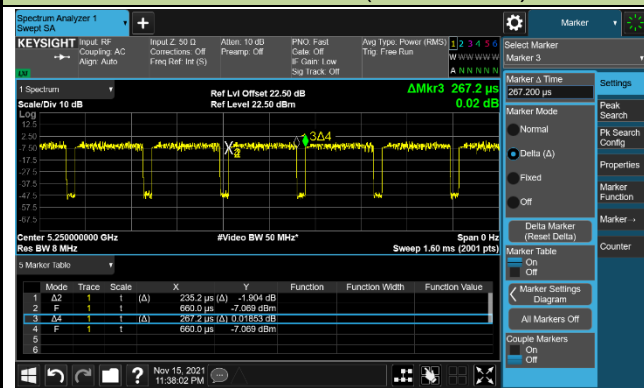 Spectrum Analyzer 1
Swept SA
Marker
KEYSIGHT Input: RF Input Z: 50 Ω Atten: 10 dB PNO: Fast Avg Type: Power (RMS) 1 2 3 4 5 6
Coupling: AC Corrections: Off Preamp: Off Gate: Off Trig: Free Run W W W W W W
Align: Auto Freq Ref: Int (S) IF Gain: Low
Sig Track: Off A N N N N N
LXI
Select Marker
Marker 3
1 Spectrum
Scale/Div 10 dB
Ref Lvl Offset 22.50 dB
Ref Level 22.50 dBm
ΔMkr3 267.2 µs
0.02 dB
Log
12.5
2.50
-7.50
-17.5
-27.5
-37.5
-47.5
-57.5
-67.5
3Δ4
Center 5.250000000 GHz #Video BW 50 MHz* Span 0 Hz
Res BW 8 MHz Sweep 1.60 ms (2001 pts)
5 Marker Table
Mode Trace Scale X Y Function Function Width Function Value
1 Δ2 1 t (Δ) 235.2 µs (Δ) -1.904 dB
2 F 1 t 660.0 µs -7.069 dBm
3 Δ4 1 t (Δ) 267.2 µs (Δ) 0.01853 dB
4 F 1 t 660.0 µs -7.069 dBm
5
6
Marker Δ Time
267.200 µs
Marker Mode
Normal
Delta (Δ)
Fixed
Off
Delta Marker
(Reset Delta)
Marker Table
On
Off
Marker Settings
Diagram
All Markers Off
Couple Markers
On
Off
Settings
Peak
Search
Pk Search
Config
Properties
Marker
Function
Marker→
Counter
Nov 15, 2021
11:38:02 PM